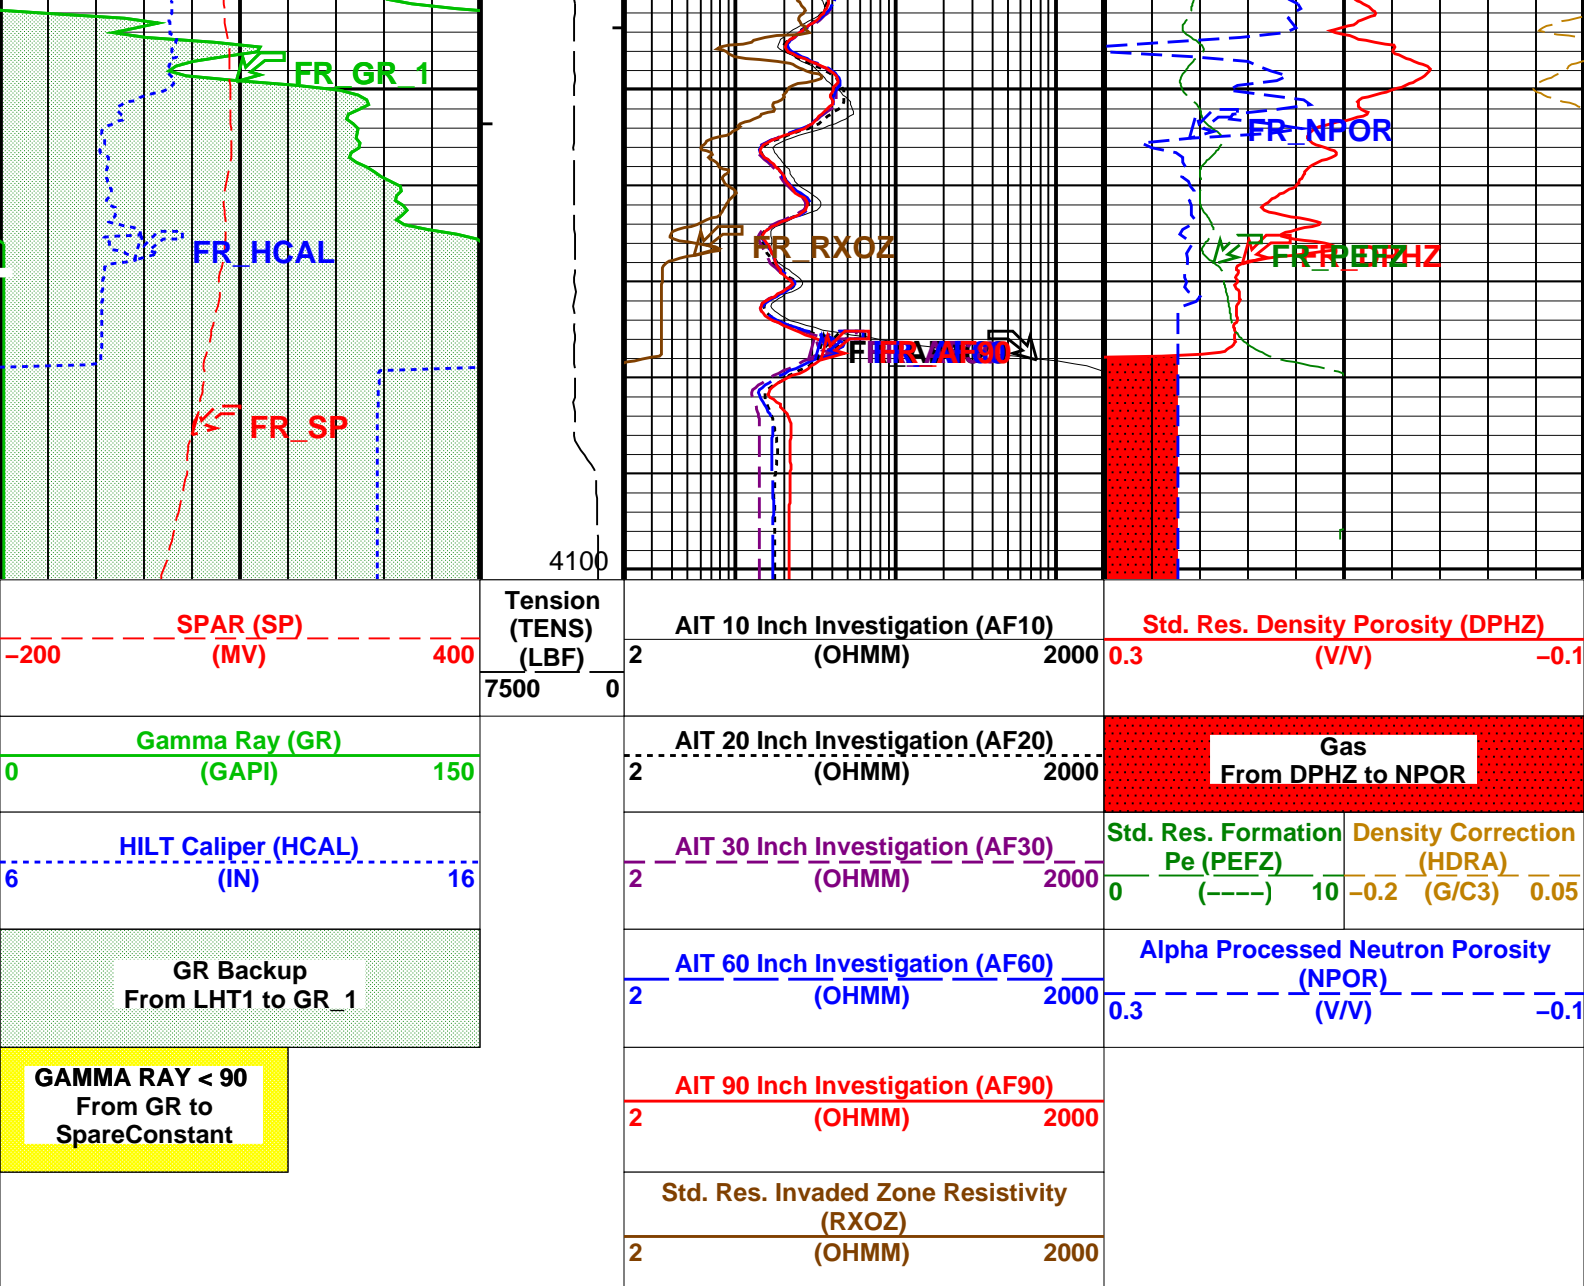 FR_GR_1
FR_NPOR
FR_HCAL
FR_RXOZ
FR_PEFZ
FR_SP
4100
SPAR (SP)
−200 (MV) 400
Tension
(TENS)
(LBF)
7500 0
AIT 10 Inch Investigation (AF10)
2 (OHMM) 2000
Std. Res. Density Porosity (DPHZ)
0.3 (V/V) −0.1
Gamma Ray (GR)
0 (GAPI) 150
AIT 20 Inch Investigation (AF20)
2 (OHMM) 2000
Gas
From DPHZ to NPOR
HILT Caliper (HCAL)
6 (IN) 16
AIT 30 Inch Investigation (AF30)
2 (OHMM) 2000
Std. Res. Formation
Pe (PEFZ)
0 (−−−−) 10
Density Correction
(HDRA)
−0.2 (G/C3) 0.05
GR Backup
From LHT1 to GR_1
AIT 60 Inch Investigation (AF60)
2 (OHMM) 2000
Alpha Processed Neutron Porosity
(NPOR)
0.3 (V/V) −0.1
GAMMA RAY < 90
From GR to
SpareConstant
AIT 90 Inch Investigation (AF90)
2 (OHMM) 2000
Std. Res. Invaded Zone Resistivity
(RXOZ)
2 (OHMM) 2000